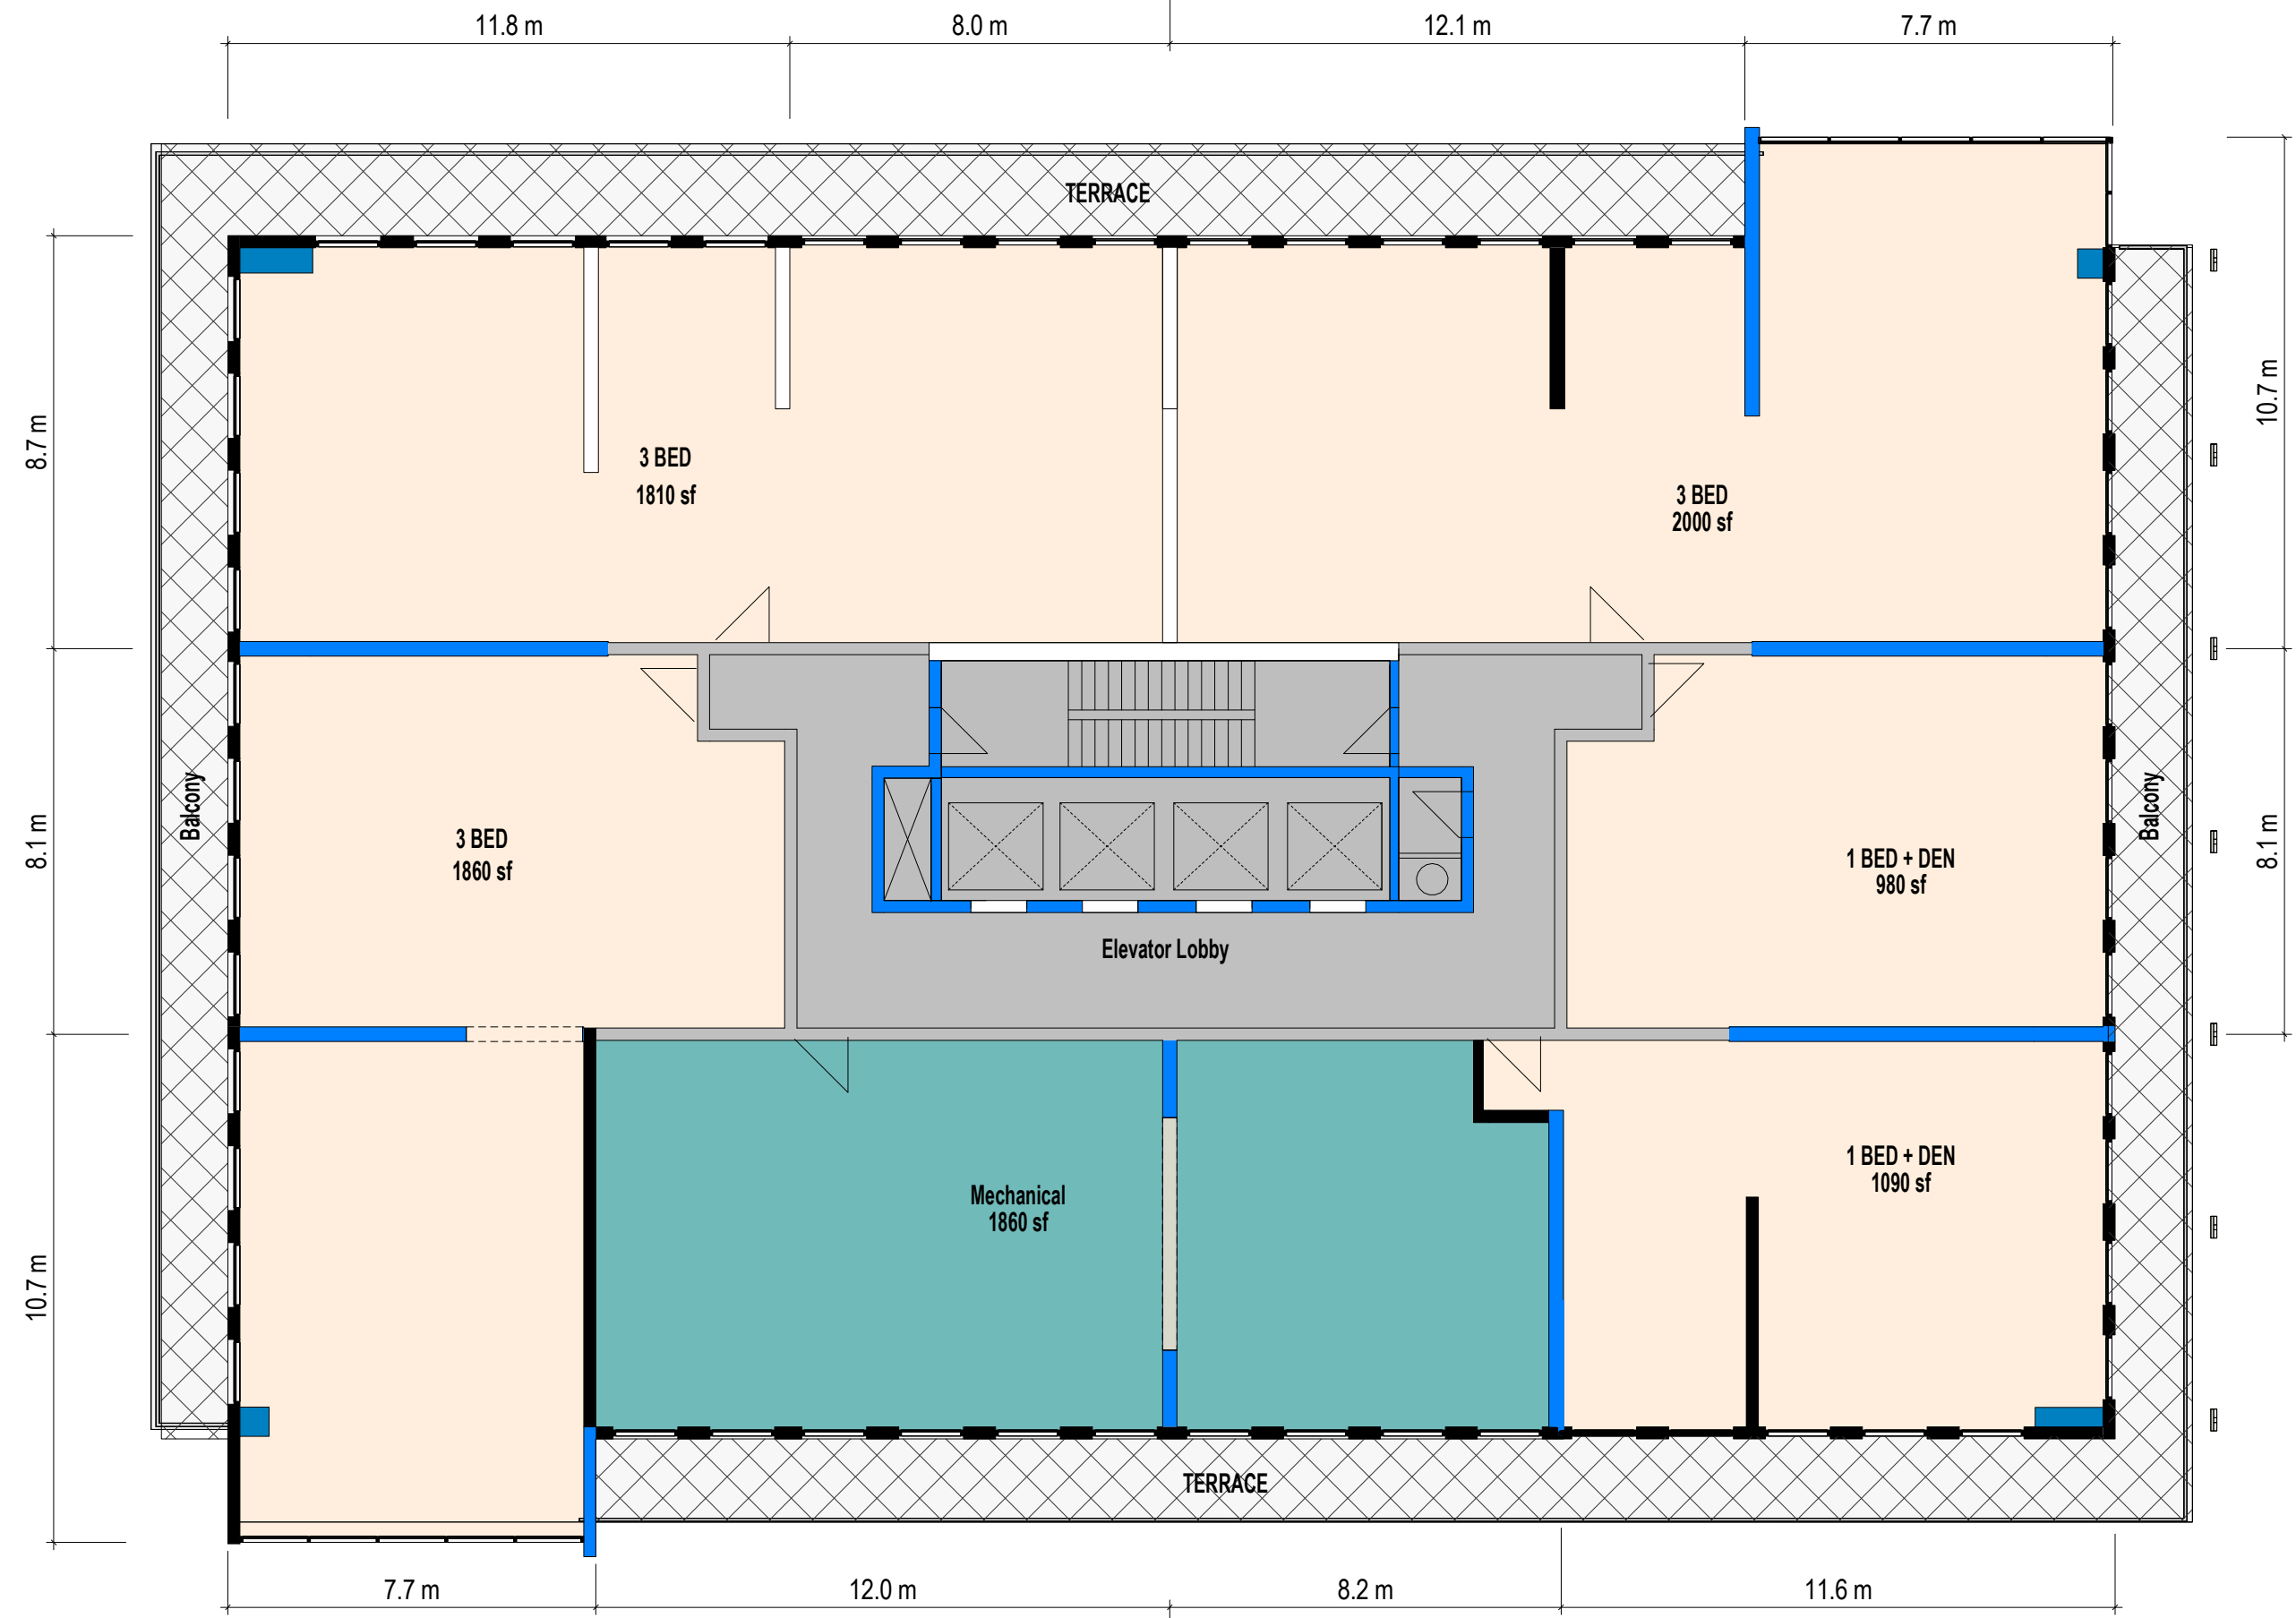 11.8 m
8.0 m
12.1 m
7.7 m
TERRACE
8.7 m
10.7 m
3 BED
1810 sf
3 BED
2000 sf
Balcony
8.1 m
3 BED
1860 sf
Elevator Lobby
1 BED + DEN
980 sf
Balcony
8.1 m
10.7 m
Mechanical
1860 sf
1 BED + DEN
1090 sf
TERRACE
7.7 m
12.0 m
8.2 m
11.6 m